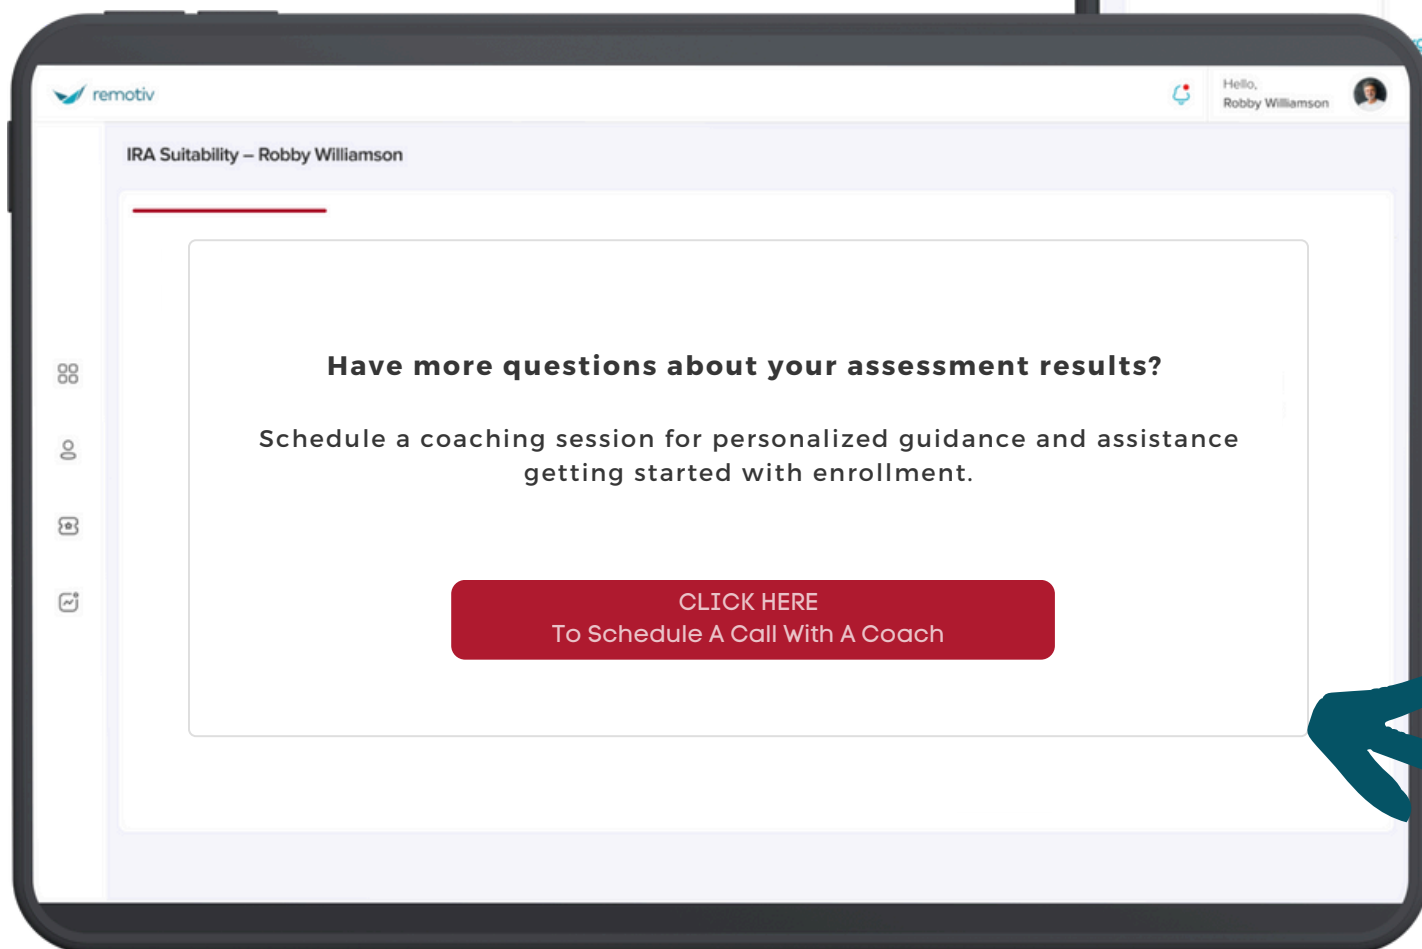 remotiv
Hello,
Robby Williamson
IRA Suitability – Robby Williamson
Have more questions about your assessment results?
Schedule a coaching session for personalized guidance and assistance
getting started with enrollment.
CLICK HERE
To Schedule A Call With A Coach